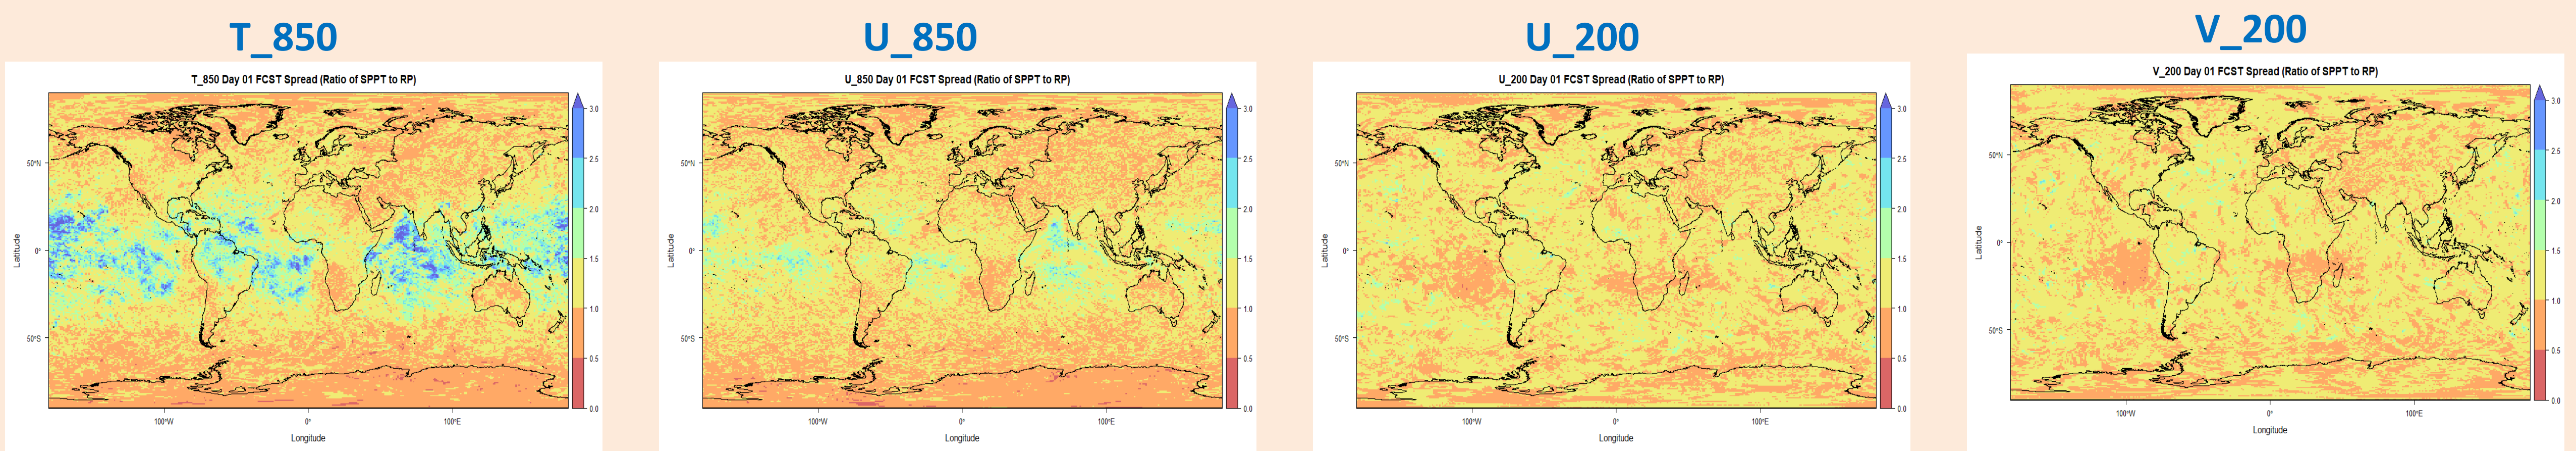 T_850
T_850 Day 01 FCST Spread (Ratio of SPPT to RP)
Latitude
50°N
0°
50°S
100°W
0°
100°E
Longitude
3.0
2.5
2.0
1.5
1.0
0.5
0.0
U_850
U_850 Day 01 FCST Spread (Ratio of SPPT to RP)
Latitude
50°N
0°
50°S
100°W
0°
100°E
Longitude
3.0
2.5
2.0
1.5
1.0
0.5
0.0
U_200
U_200 Day 01 FCST Spread (Ratio of SPPT to RP)
Latitude
50°N
0°
50°S
100°W
0°
100°E
Longitude
3.0
2.5
2.0
1.5
1.0
0.5
0.0
V_200
V_200 Day 01 FCST Spread (Ratio of SPPT to RP)
Latitude
50°N
0°
50°S
100°W
0°
100°E
Longitude
3.0
2.5
2.0
1.5
1.0
0.5
0.0